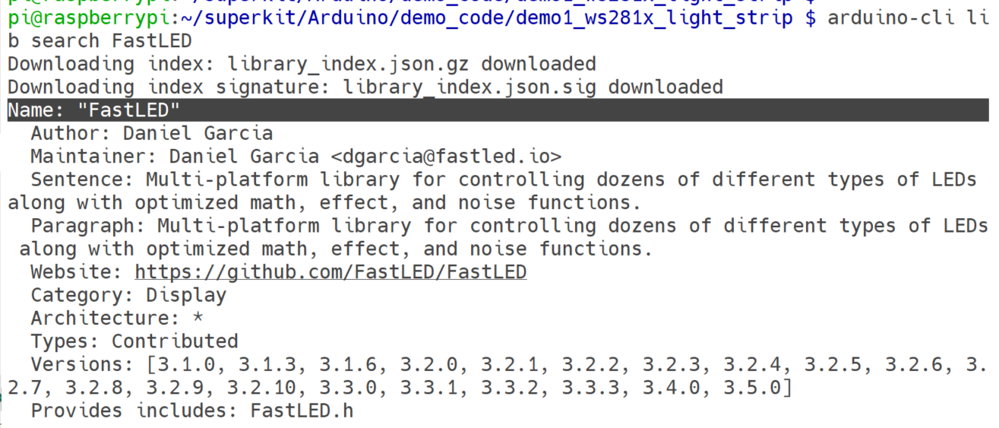 pi@raspberrypi:~/superkit/Arduino/demo_code/demo1_ws281x_light_strip $
pi@raspberrypi:~/superkit/Arduino/demo_code/demo1_ws281x_light_strip $ arduino-cli li
b search FastLED
Downloading index: library_index.json.gz downloaded
Downloading index signature: library_index.json.sig downloaded
Name: "FastLED"
  Author: Daniel Garcia
  Maintainer: Daniel Garcia <dgarcia@fastled.io>
  Sentence: Multi-platform library for controlling dozens of different types of LEDs
along with optimized math, effect, and noise functions.
  Paragraph: Multi-platform library for controlling dozens of different types of LEDs
 along with optimized math, effect, and noise functions.
  Website: https://github.com/FastLED/FastLED
  Category: Display
  Architecture: *
  Types: Contributed
  Versions: [3.1.0, 3.1.3, 3.1.6, 3.2.0, 3.2.1, 3.2.2, 3.2.3, 3.2.4, 3.2.5, 3.2.6, 3.
2.7, 3.2.8, 3.2.9, 3.2.10, 3.3.0, 3.3.1, 3.3.2, 3.3.3, 3.4.0, 3.5.0]
  Provides includes: FastLED.h